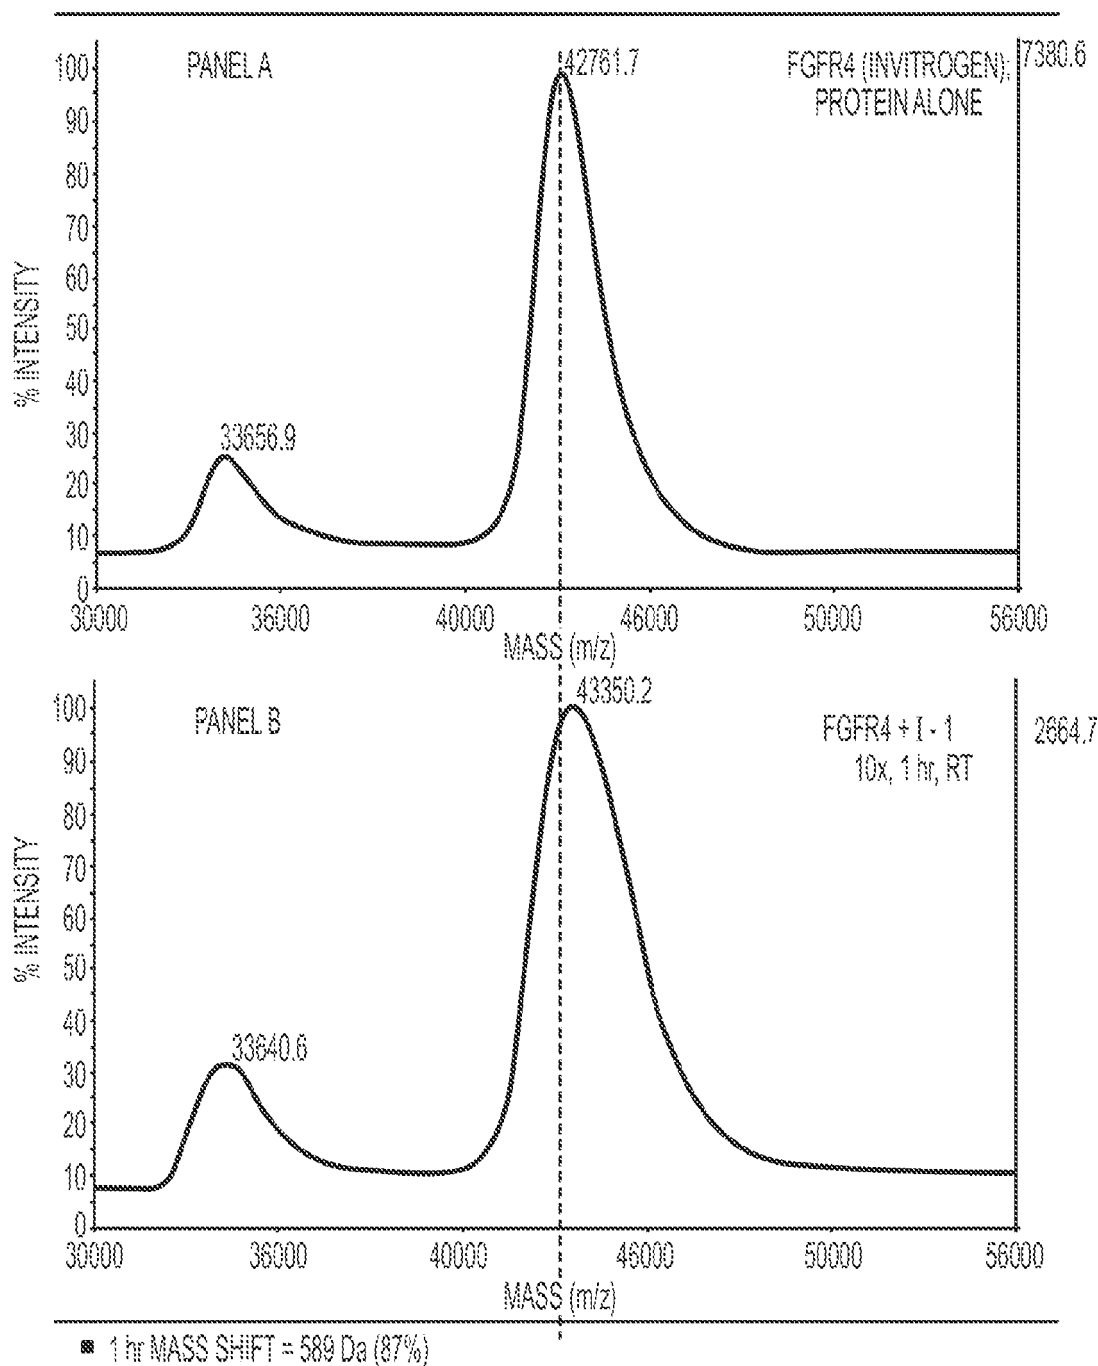 PANEL A
42761.7
FGFR4 (INVITROGEN);
PROTEIN ALONE
7380.6
33656.9
% INTENSITY
100
90
80
70
60
50
40
30
20
10
0
30000 36000 40000 46000 50000 56000
MASS (m/z)
PANEL B
43350.2
FGFR4 + I - 1
10x, 1 hr, RT
2664.7
33640.6
% INTENSITY
100
90
80
70
60
50
40
30
20
10
0
30000 36000 40000 46000 50000 56000
MASS (m/z)
1 hr MASS SHIFT = 589 Da (87%)